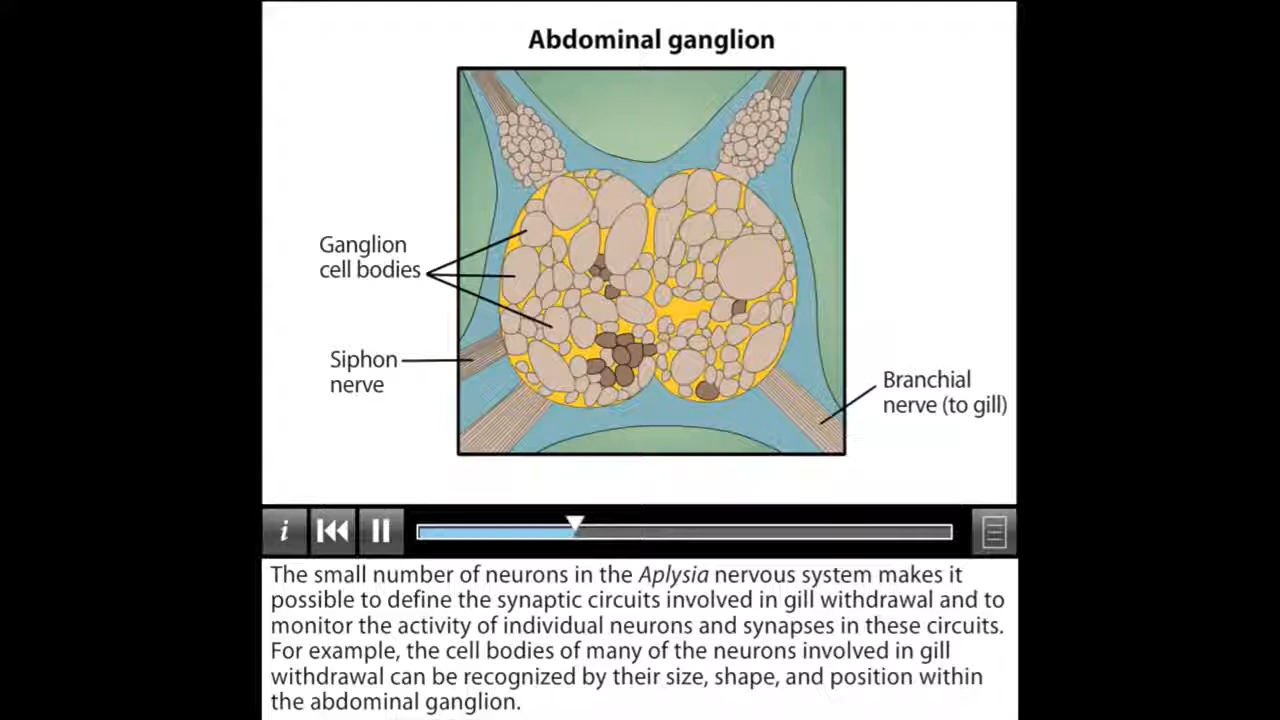 Abdominal ganglion
Ganglion
cell bodies
Siphon
nerve
Branchial
nerve (to gill)
i
The small number of neurons in the Aplysia nervous system makes it
possible to define the synaptic circuits involved in gill withdrawal and to
monitor the activity of individual neurons and synapses in these circuits.
For example, the cell bodies of many of the neurons involved in gill
withdrawal can be recognized by their size, shape, and position within
the abdominal ganglion.